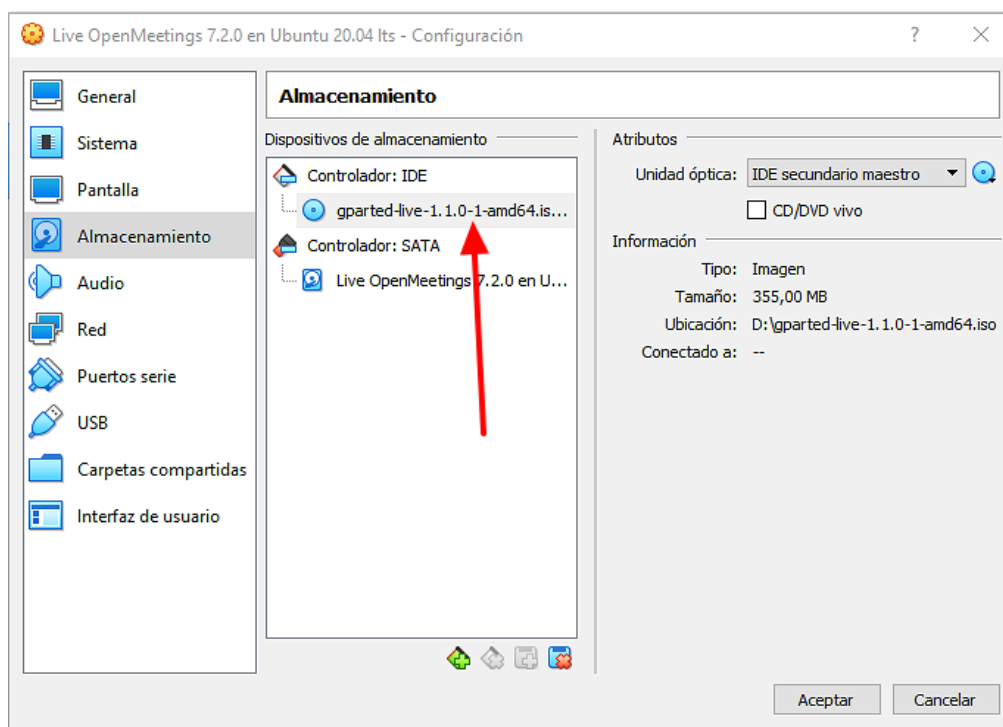 Live OpenMeetings 7.2.0 en Ubuntu 20.04 lts - Configuración
?
General
Sistema
Pantalla
Almacenamiento
Audio
Red
Puertos serie
USB
Carpetas compartidas
Interfaz de usuario
Almacenamiento
Dispositivos de almacenamiento
Controlador: IDE
gparted-live-1.1.0-1-amd64.is...
Controlador: SATA
Live OpenMeetings 7.2.0 en U...
Atributos
Unidad óptica: IDE secundario maestro
CD/DVD vivo
Información
Tipo: Imagen
Tamaño: 355,00 MB
Ubicación: D:\gparted-live-1.1.0-1-amd64.iso
Conectado a: --
Aceptar Cancelar